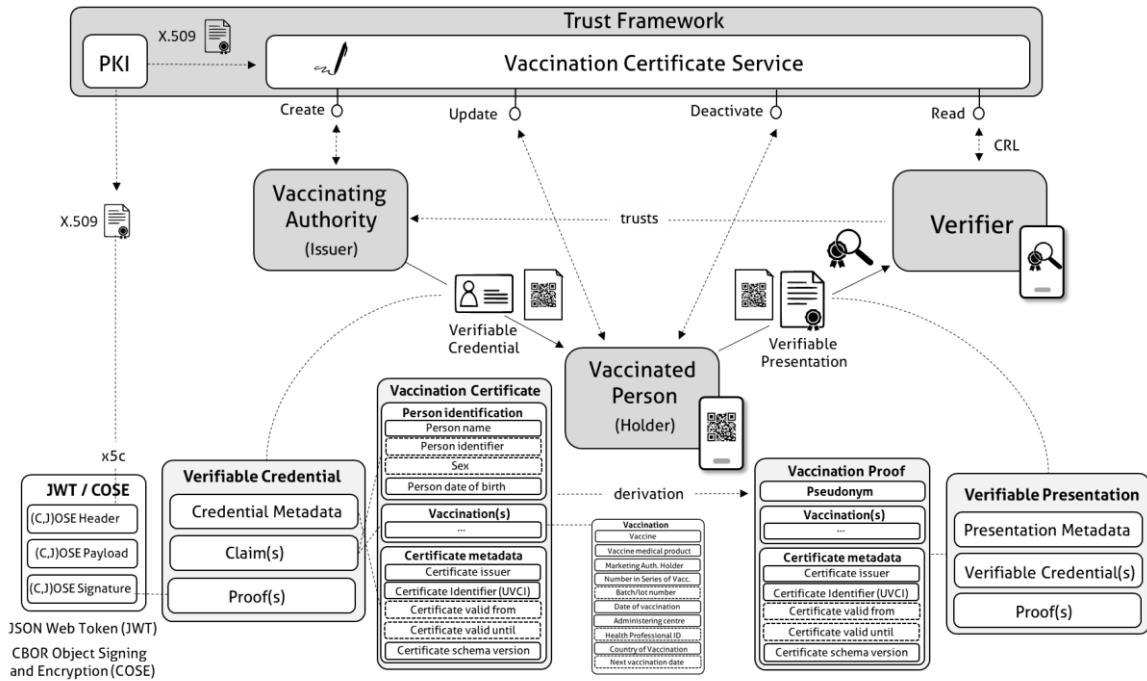 Trust Framework
X.509
PKI
Vaccination Certificate Service
Create
Update
Deactivate
Read
CRL
Vaccinating
Authority
(Issuer)
trusts
Verifier
X.509
Verifiable
Credential
Verifiable
Presentation
Vaccinated
Person
(Holder)
x5c
JWT / COSE
(C,J)OSE Header
(C,J)OSE Payload
(C,J)OSE Signature
JSON Web Token (JWT)
CBOR Object Signing
and Encryption (COSE)
Verifiable Credential
Credential Metadata
Claim(s)
Proof(s)
Vaccination Certificate
Person identification
Person name
Person identifier
Sex
Person date of birth
Vaccination(s)
...
Certificate metadata
Certificate issuer
Certificate Identifier (UVCI)
Certificate valid from
Certificate valid until
Certificate schema version
derivation
Vaccination
Vaccine
Vaccine medical product
Marketing Auth. Holder
Number in Series of Vacc.
Batch/lot number
Date of vaccination
Administering centre
Health Professional ID
Country of Vaccination
Next vaccination date
Vaccination Proof
Pseudonym
Vaccination(s)
...
Certificate metadata
Certificate issuer
Certificate Identifier (UVCI)
Certificate valid from
Certificate valid until
Certificate schema version
Verifiable Presentation
Presentation Metadata
Verifiable Credential(s)
Proof(s)